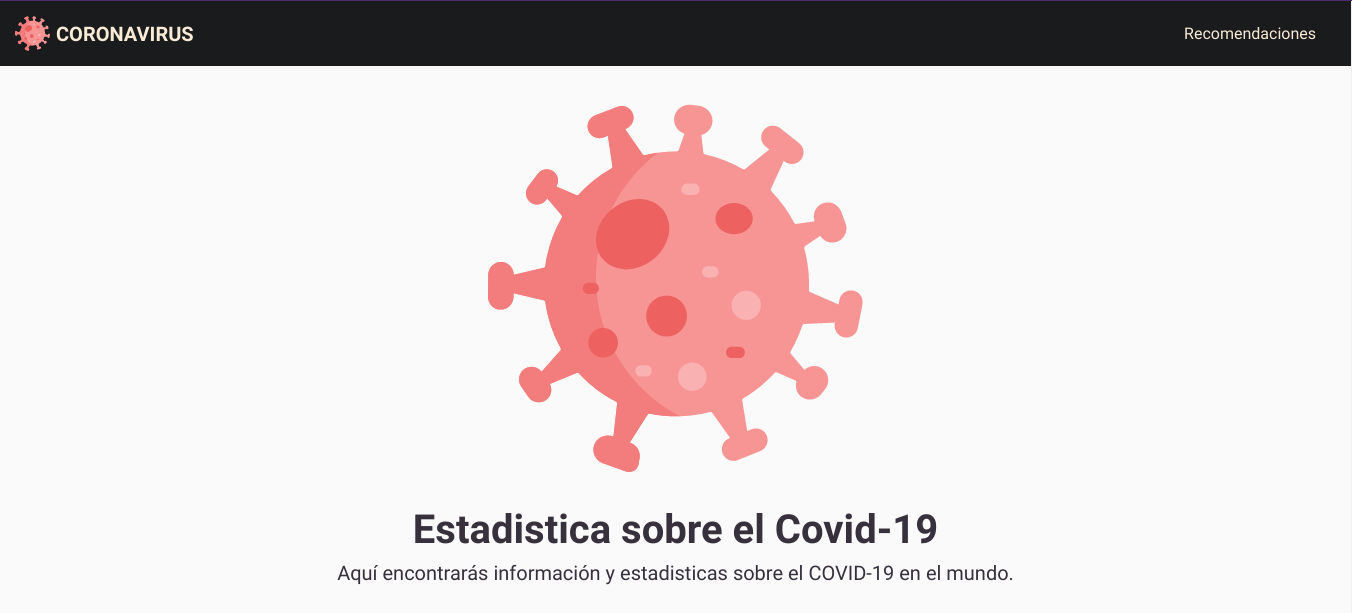 CORONAVIRUS
Recomendaciones
Estadistica sobre el Covid-19
Aquí encontrarás información y estadisticas sobre el COVID-19 en el mundo.